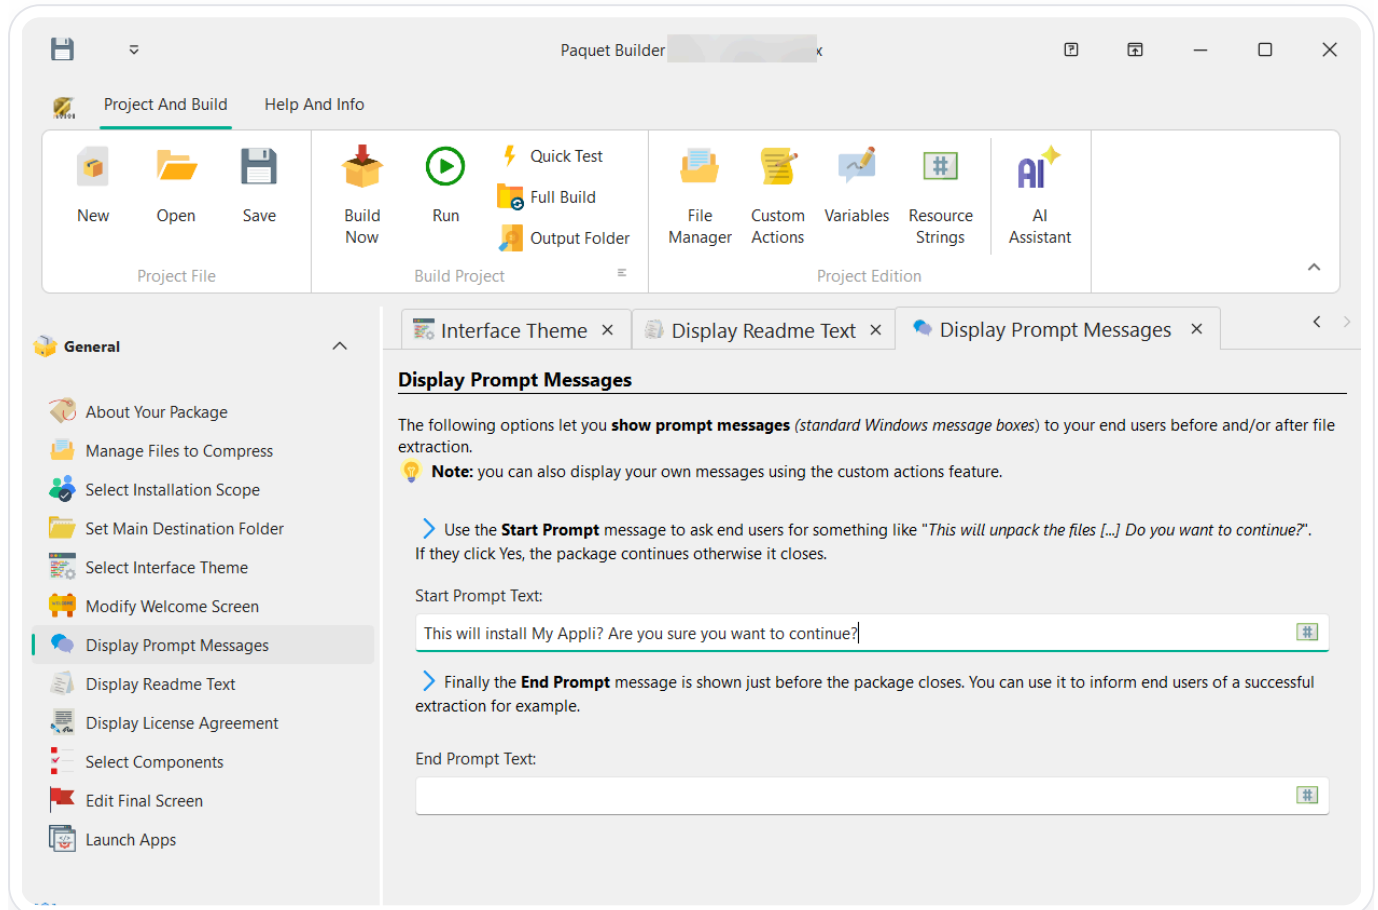 Paquet Builder
x
Project And Build
Help And Info
New
Open
Save
Build Now
Run
Quick Test
Full Build
Output Folder
File Manager
Custom Actions
Variables
Resource Strings
AI
AI Assistant
Project File
Build Project
Project Edition
General
About Your Package
Manage Files to Compress
Select Installation Scope
Set Main Destination Folder
Select Interface Theme
Modify Welcome Screen
Display Prompt Messages
Display Readme Text
Display License Agreement
Select Components
Edit Final Screen
Launch Apps
Interface Theme
Display Readme Text
Display Prompt Messages
Display Prompt Messages
The following options let you show prompt messages (standard Windows message boxes) to your end users before and/or after file
extraction.
Note: you can also display your own messages using the custom actions feature.
Use the Start Prompt message to ask end users for something like "This will unpack the files [...] Do you want to continue?".
If they click Yes, the package continues otherwise it closes.
Start Prompt Text:
This will install My Appli? Are you sure you want to continue?
Finally the End Prompt message is shown just before the package closes. You can use it to inform end users of a successful
extraction for example.
End Prompt Text: